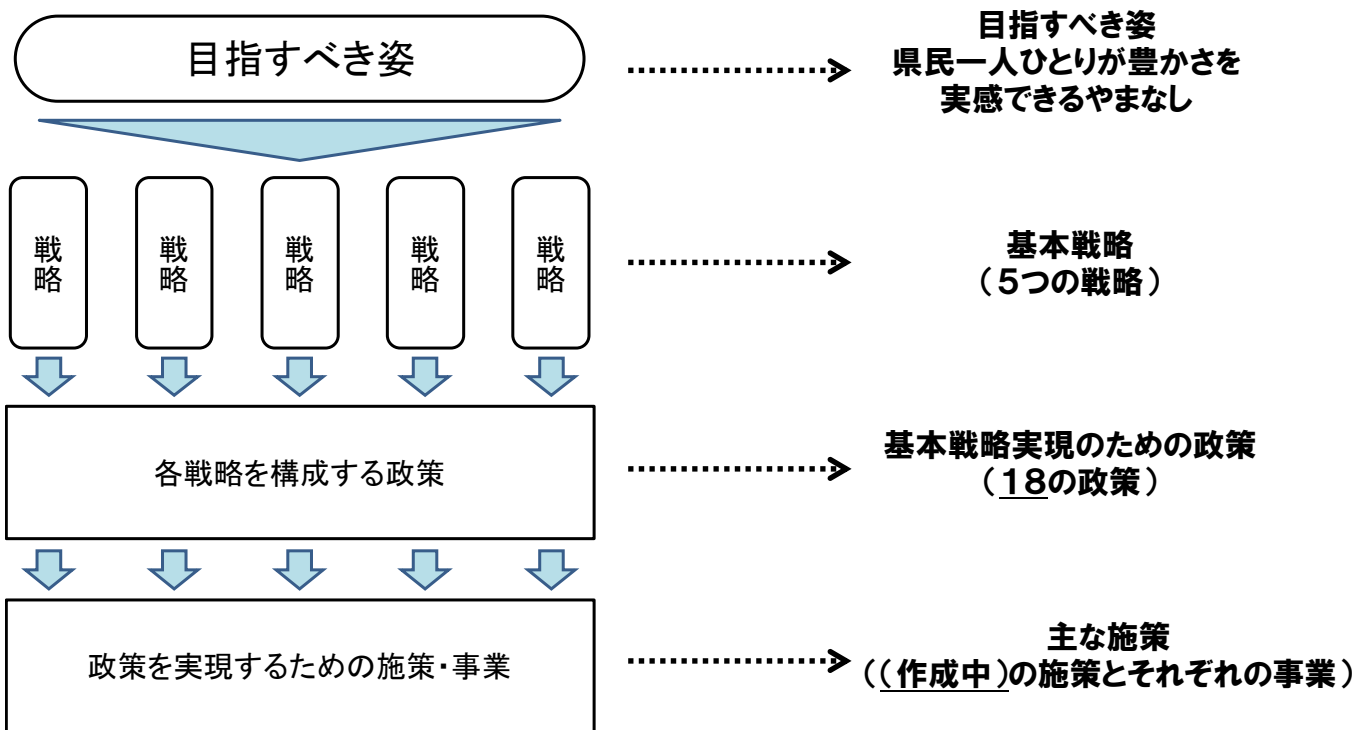 目指すべき姿
目指すべき姿
県民一人ひとりが豊かさを
実感できるやまなし
戦略
戦略
戦略
戦略
戦略
基本戦略
（5つの戦略）
各戦略を構成する政策
基本戦略実現のための政策
（18の政策）
政策を実現するための施策・事業
主な施策
（（作成中）の施策とそれぞれの事業）